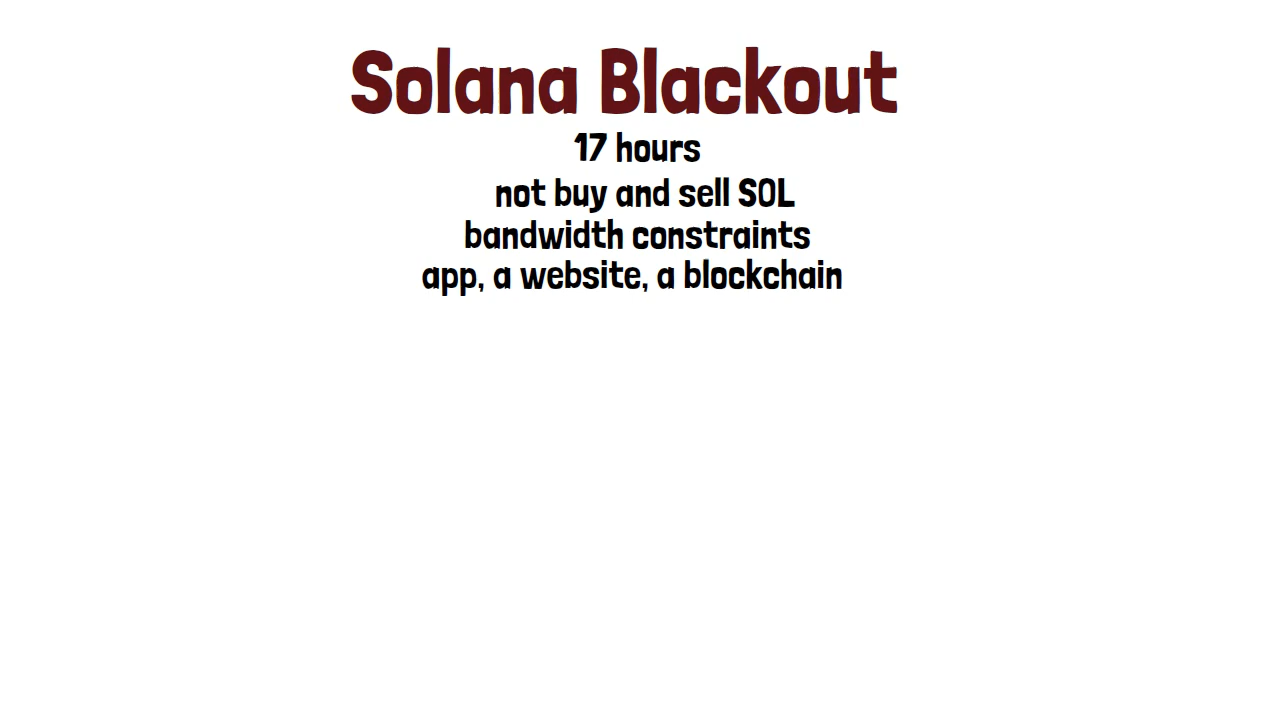 Solana Blackout
17 hours
not buy and sell SOL
bandwidth constraints
app, a website, a blockchain